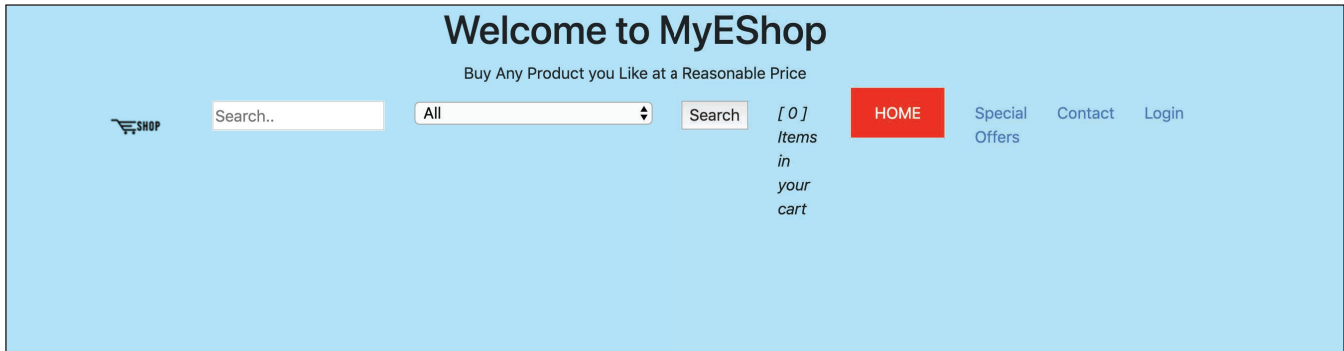 Welcome to MyEShop
Buy Any Product you Like at a Reasonable Price
SHOP
Search..
All
Search
[ 0 ]
Items
in
your
cart
HOME
Special
Offers
Contact
Login